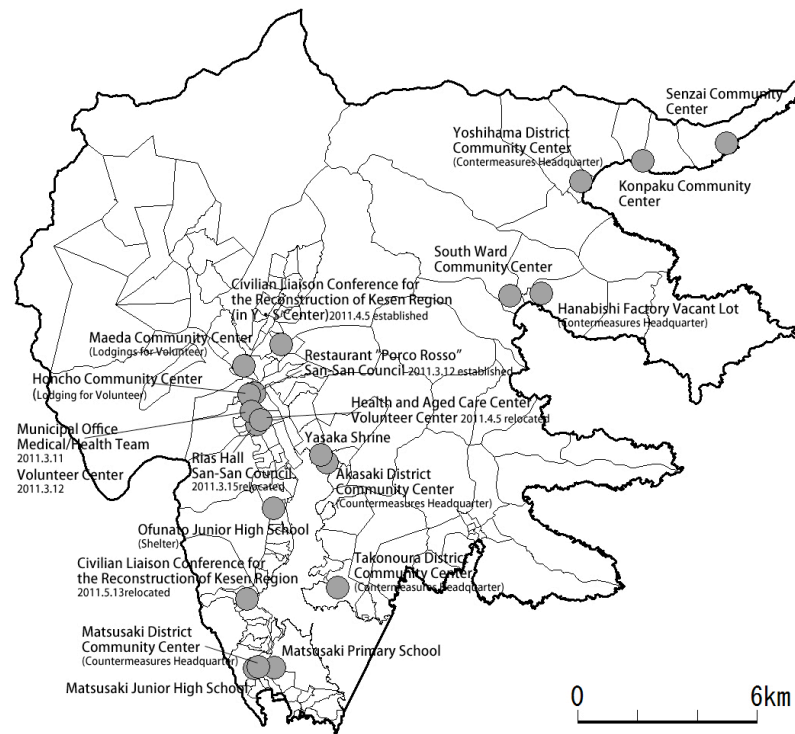 Senzai Community
Center
Yoshihama District
Community Center
(Contermeasures Headquarter)
Konpaku Community
Center
South Ward
Community Center
Hanabishi Factory Vacant Lot
(Contermeasures Headquarter)
Civilian Liaison Conference for
the Reconstruction of Kesen Region
(in Y・S Center)2011.4.5 established
Maeda Community Center
(Lodgings for Volunteer)
Restaurant "Porco Rosso"
San-San Council 2011.3.12 established
Honcho Community Center
(Lodging for Volunteer)
Health and Aged Care Center
Volunteer Center 2011.4.5 relocated
Municipal Office
Medical/Health Team
2011.3.11
Volunteer Center
2011.3.12
Yasaka Shrine
Rias Hall
San-San Council
2011.3.15relocated
Akasaki District
Community Center
(Countermeasures Headquarter)
Ofunato Junior High School
(Shelter)
Civilian Liaison Conference for
the Reconstruction of Kesen Region
2011.5.13relocated
Takonoura District
Community Center
(Contermeasures Headquarter)
Matsusaki District
Community Center
(Countermeasures Headquarter)
Matsusaki Primary School
Matsusaki Junior High School
0 6km